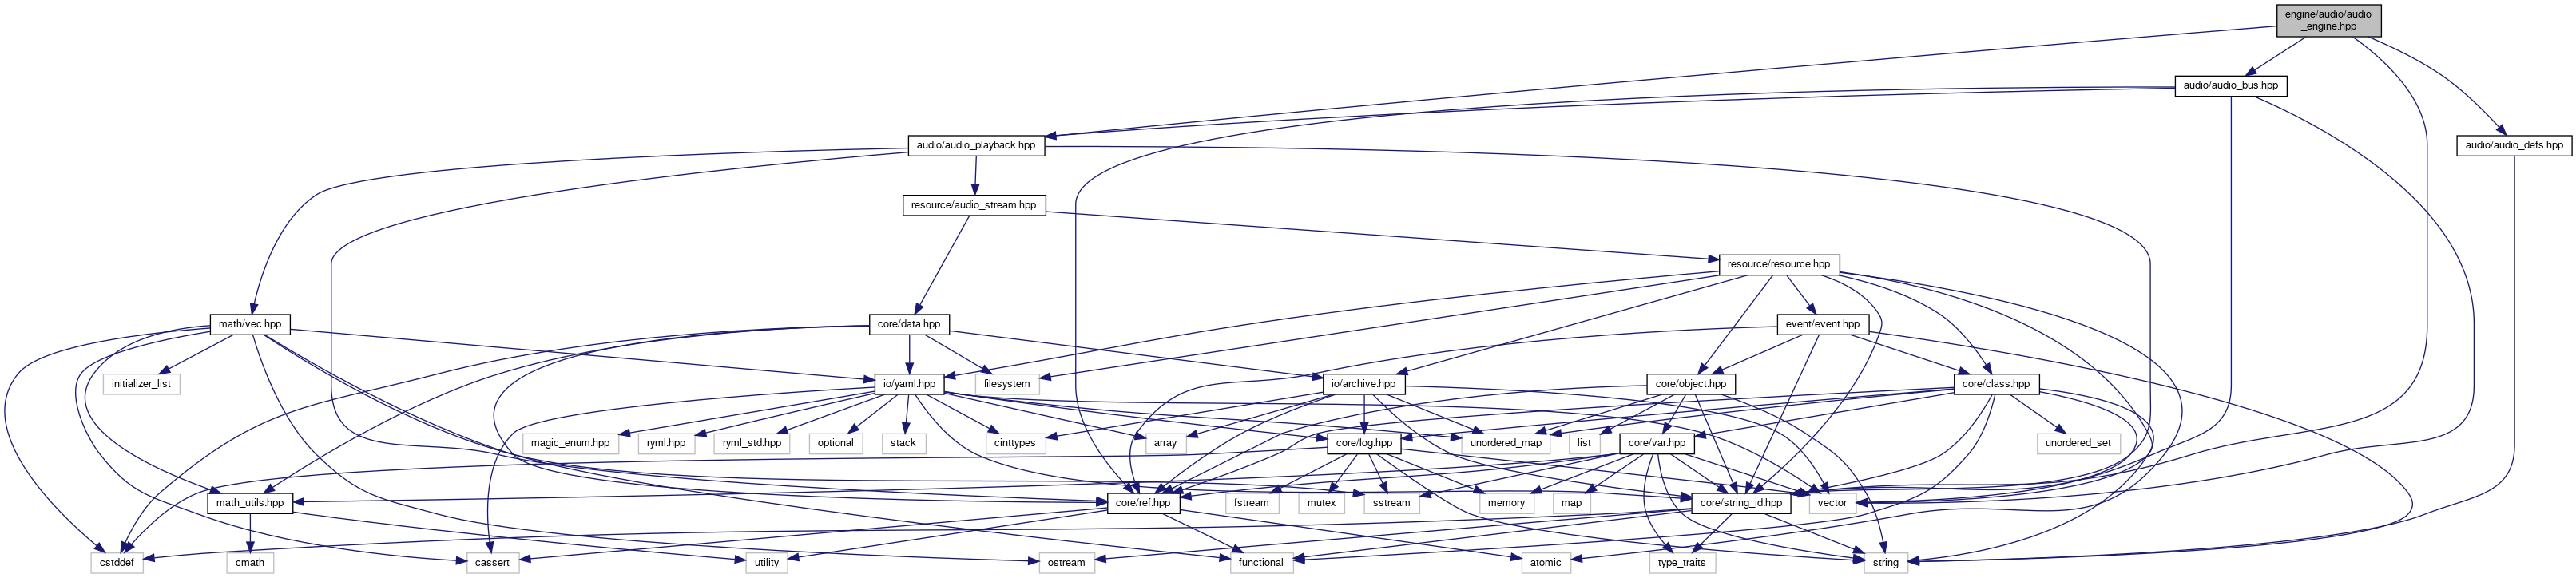 engine/audio/audio
_engine.hpp
audio/audio_bus.hpp
audio/audio_playback.hpp
audio/audio_defs.hpp
resource/audio_stream.hpp
resource/resource.hpp
math/vec.hpp
core/data.hpp
event/event.hpp
initializer_list
io/yaml.hpp
filesystem
io/archive.hpp
core/object.hpp
core/class.hpp
magic_enum.hpp
ryml.hpp
ryml_std.hpp
optional
stack
cinttypes
array
core/log.hpp
unordered_map
list
core/var.hpp
unordered_set
math_utils.hpp
core/ref.hpp
fstream
mutex
sstream
memory
map
core/string_id.hpp
vector
cstddef
cmath
cassert
utility
ostream
functional
atomic
type_traits
string